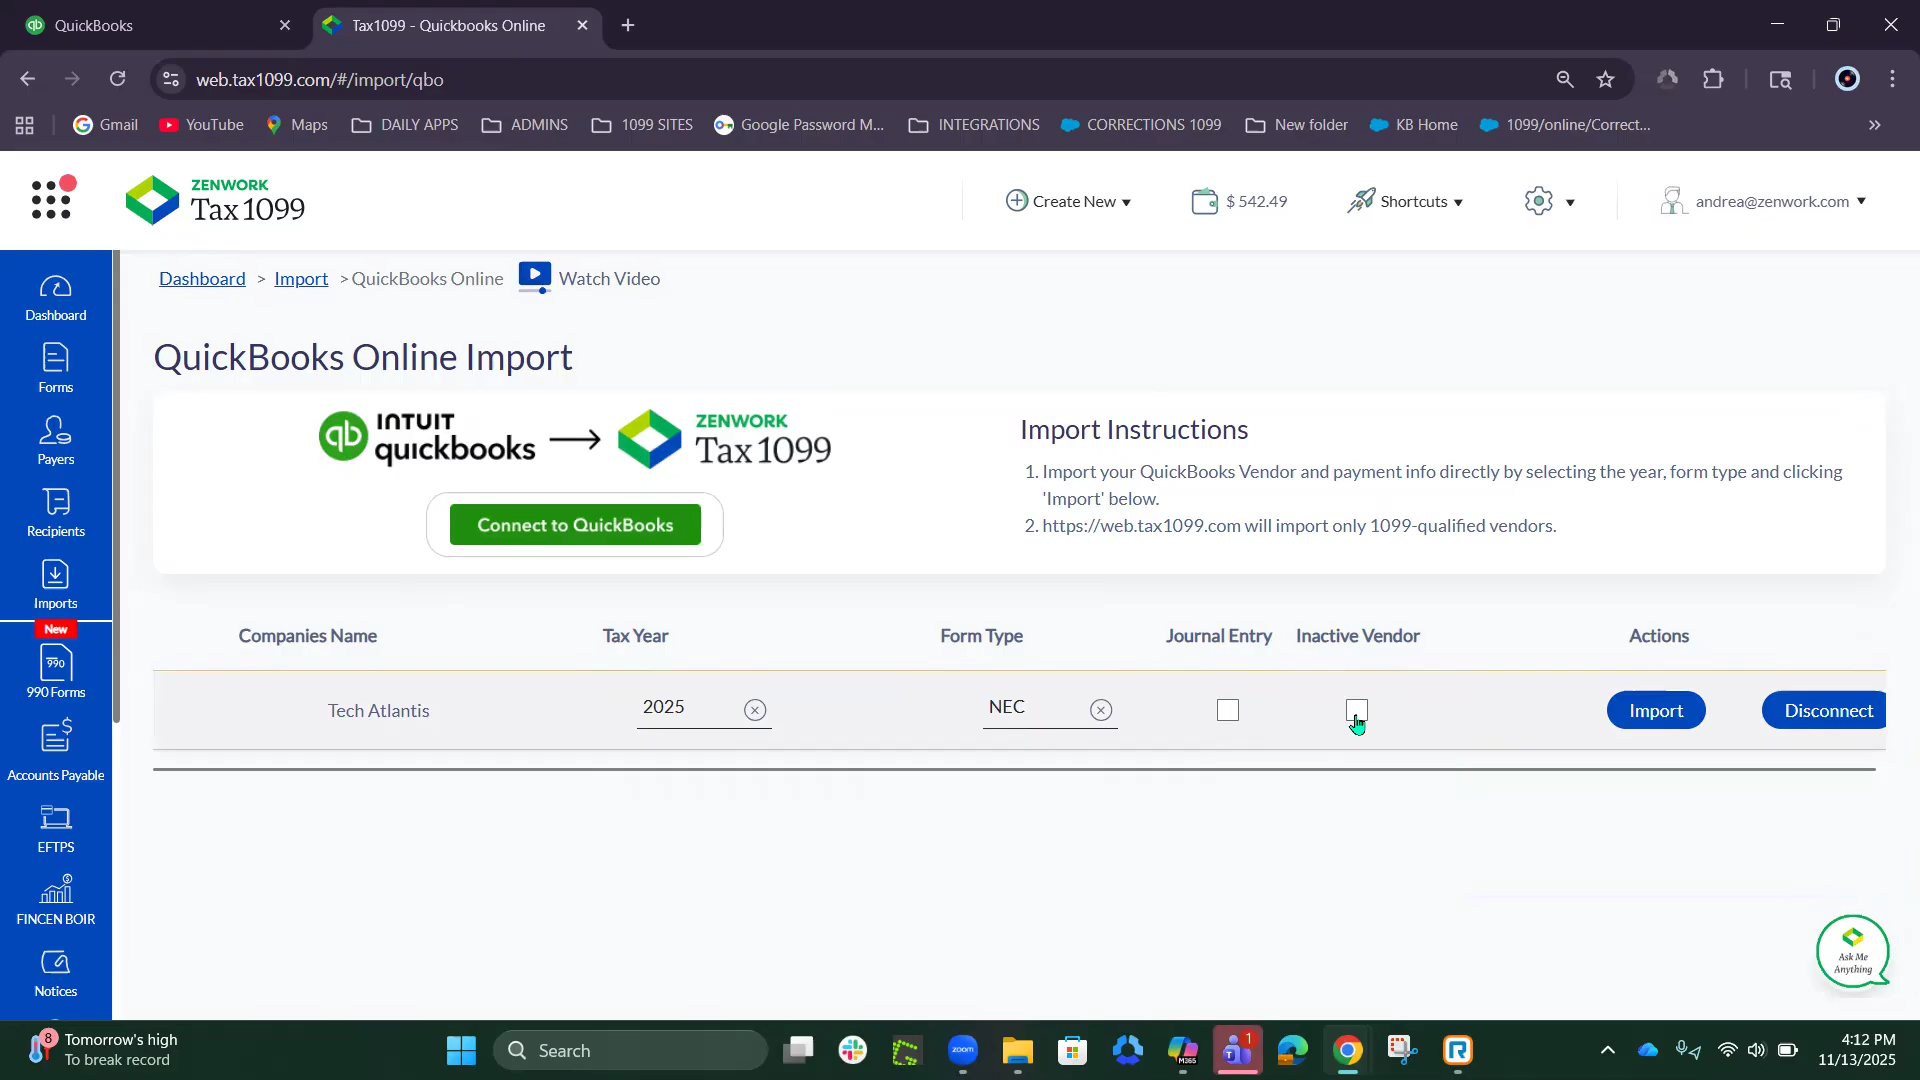 QuickBooks
Tax1099 - Quickbooks Online
web.tax1099.com/#/import/qbo
Gmail
YouTube
Maps
DAILY APPS
ADMINS
1099 SITES
Google Password M...
INTEGRATIONS
CORRECTIONS 1099
New folder
KB Home
1099/online/Correct...
ZENWORK
Tax1099
Create New
$ 542.49
Shortcuts
andrea@zenwork.com
Dashboard
Forms
Payers
Recipients
Imports
New
990
990 Forms
Accounts Payable
EFTPS
FINCEN BOIR
Notices
Dashboard > Import > QuickBooks Online
Watch Video
QuickBooks Online Import
qb INTUIT
quickbooks
ZENWORK
Tax1099
Connect to QuickBooks
Import Instructions
1. Import your QuickBooks Vendor and payment info directly by selecting the year, form type and clicking
'Import' below.
2. https://web.tax1099.com will import only 1099-qualified vendors.
Companies Name
Tax Year
Form Type
Journal Entry
Inactive Vendor
Actions
Tech Atlantis
2025
NEC
Import
Disconnect
Ask Me
Anything
8
Tomorrow's high
To break record
Search
zoom
M365
1
4:12 PM
11/13/2025